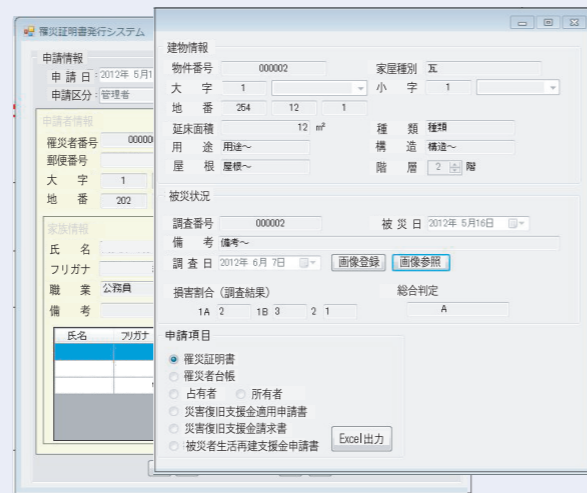 罹災証明書発行システム
申請情報
申 請 日 2012年 5月1
申請区分 管理者
申請者情報
罹災者番号 00000
郵便番号
大 字 1
地 番 202
家族情報
氏 名
フリガナ
職 業 公務員
備 考
氏名 フリガナ
建物情報
物件番号 000002 家屋種別 瓦
大 字 1 小 字 1
地 番 254 12 1
延床面積 12 ㎡ 種 類 種類
用 途 用途~ 構 造 構造~
屋 根 屋根~ 階 層 2 階
被災状況
調査番号 000002 被 災 日 2012年 5月16日
備 考 備考~
調 査 日 2012年 6月 7日 画像登録 画像参照
損害割合(調査結果) 総合判定
1A 2 1B 3 2 1 A
申請項目
罹災証明書
罹災者台帳
占有者 所有者
災害復旧支援金適用申請書
災害復旧支援金請求書
被災者生活再建支援金申請書
Excel出力